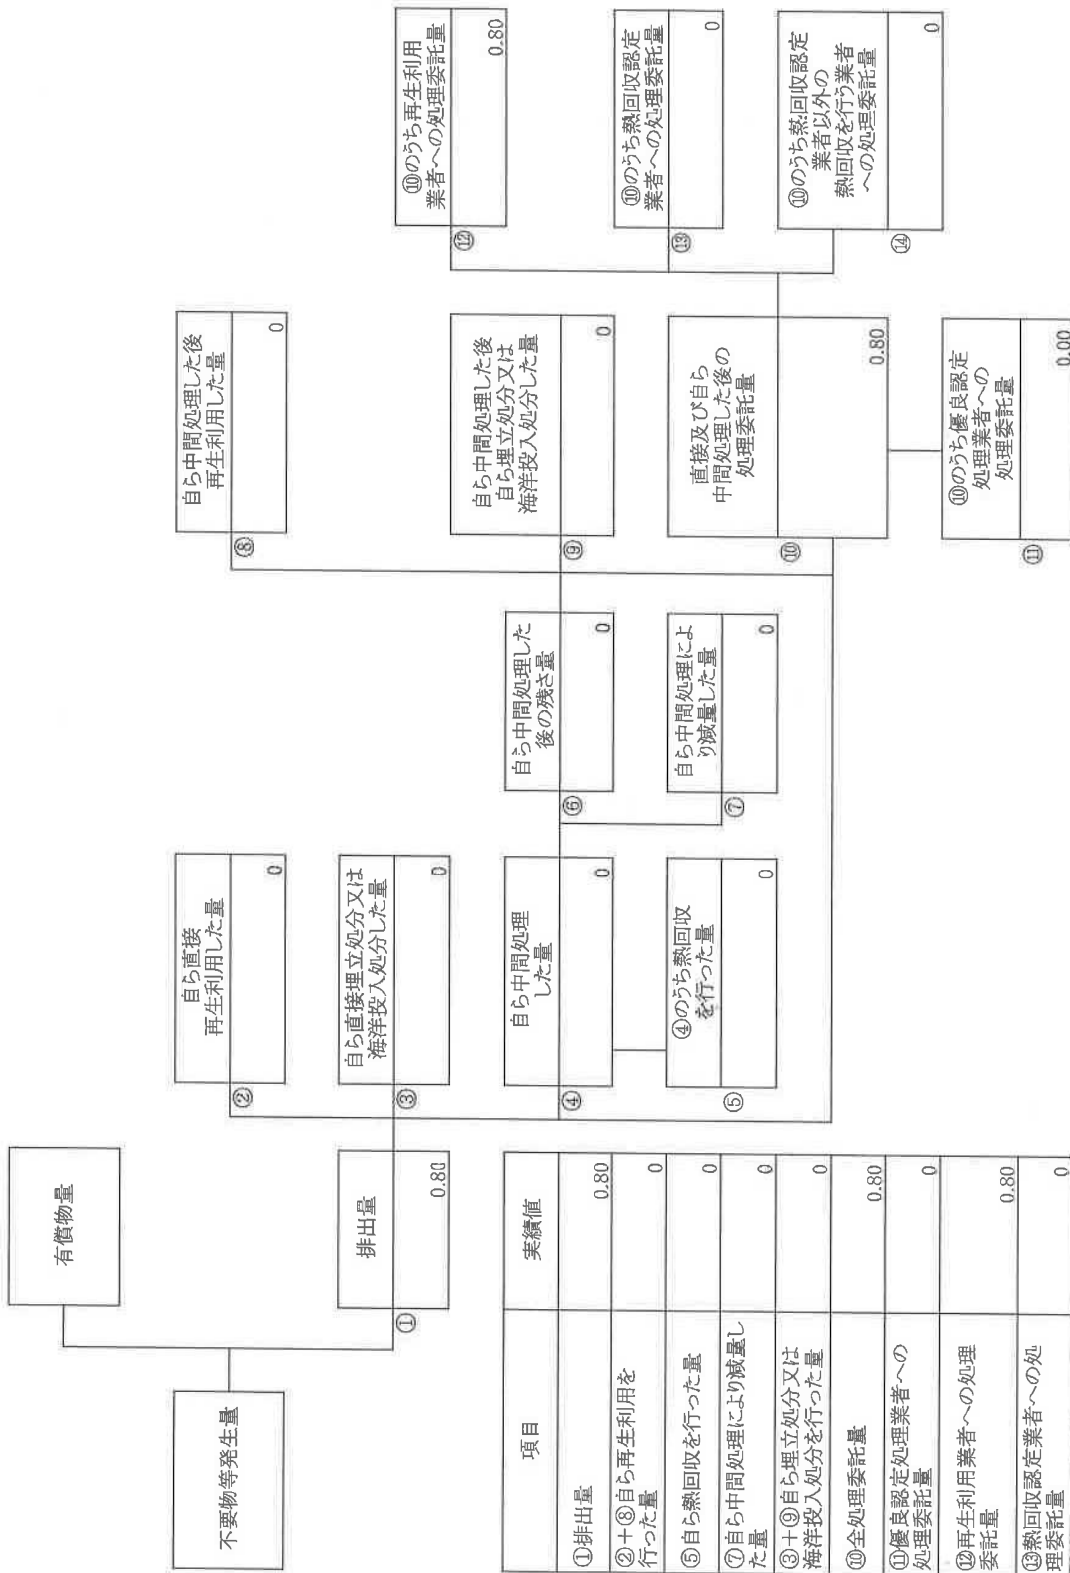 不要物等発生量
有償物量
①
排出量
0.80
②
自ら直接
再生利用した量
0
③
自ら直接埋立処分又は
海洋投入処分した量
0
④
自ら中間処理
した量
0
⑤
④のうち熱回収
を行った量
0
⑥
自ら中間処理した
後の残さ量
0
⑦
自ら中間処理によ
り減量した量
0
⑧
自ら中間処理した後
再生利用した量
0
⑨
自ら中間処理した後
自ら埋立処分又は
海洋投入処分した量
0
⑩
直接及び自ら
中間処理した後の
処理委託量
0.80
⑪
⑩のうち優良認定
処理業者への
処理委託量
0.00
⑫
⑩のうち再生利用
業者への処理委託量
0.80
⑬
⑩のうち熱回収認定
業者への処理委託量
0
⑭
⑩のうち熱回収認定
業者以外の
熱回収を行う業者
への処理委託量
0
項目
実績値
①排出量
0.80
②+⑧自ら再生利用を
行った量
0
⑤自ら熱回収を行った量
0
⑦自ら中間処理により減量し
た量
0
③+⑨自ら埋立処分又は
海洋投入処分を行った量
0
⑩全処理委託量
0.80
⑪優良認定処理業者への
処理委託量
0
⑫再生利用業者への処理
委託量
0.80
⑬熱回収認定業者への処
理委託量
0